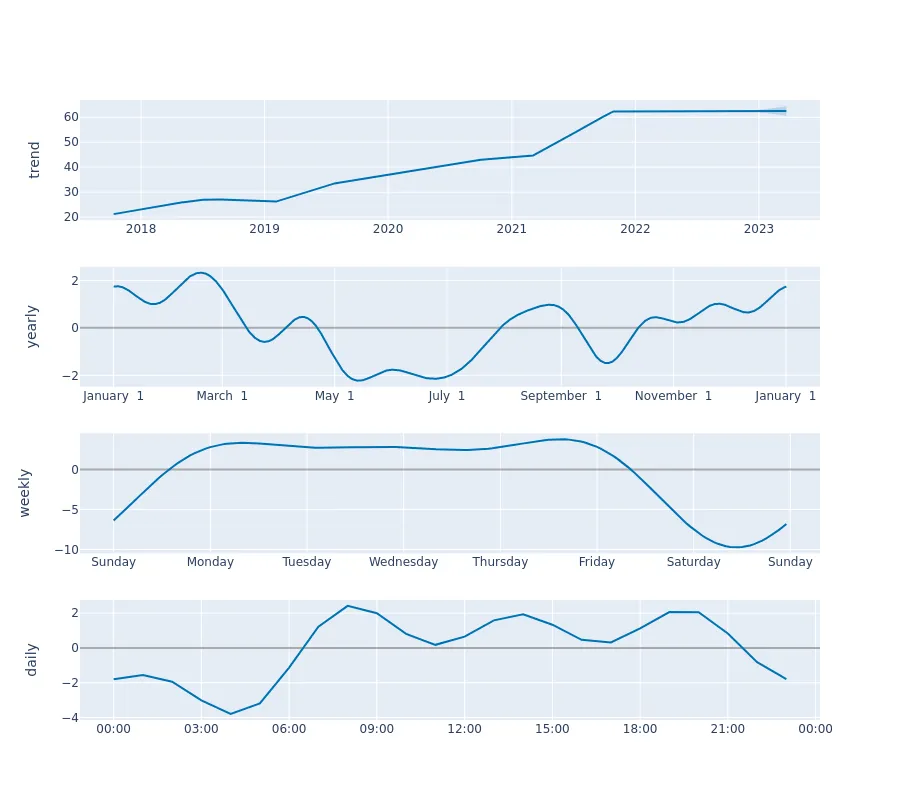 trend
60
50
40
30
20
2018 2019 2020 2021 2022 2023
yearly
2
0
−2
January 1 March 1 May 1 July 1 September 1 November 1 January 1
weekly
0
−5
−10
Sunday Monday Tuesday Wednesday Thursday Friday Saturday Sunday
daily
2
0
−2
−4
00:00 03:00 06:00 09:00 12:00 15:00 18:00 21:00 00:00